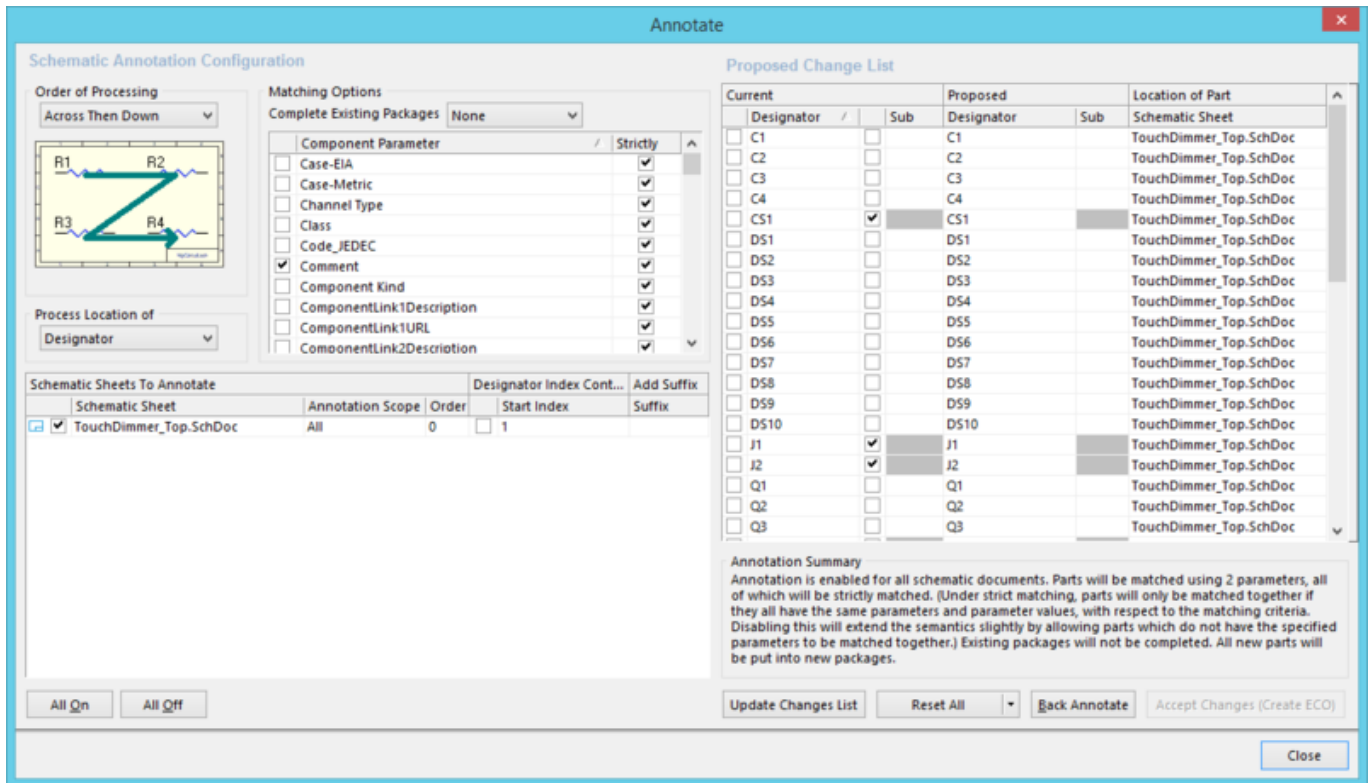 Annotate
Schematic Annotation Configuration
Order of Processing
Across Then Down
R1 R2
R3 R4
Process Location of
Designator
Matching Options
Complete Existing Packages None
Component Parameter Strictly
Case-EIA
Case-Metric
Channel Type
Class
Code_JEDEC
Comment
Component Kind
ComponentLink1Description
ComponentLink1URL
ComponentLink2Description
Schematic Sheets To Annotate Designator Index Cont... Add Suffix
Schematic Sheet Annotation Scope Order Start Index Suffix
TouchDimmer_Top.SchDoc All 0 1
All On All Off
Proposed Change List
Current Proposed Location of Part
Designator Sub Designator Sub Schematic Sheet
C1 C1 TouchDimmer_Top.SchDoc
C2 C2 TouchDimmer_Top.SchDoc
C3 C3 TouchDimmer_Top.SchDoc
C4 C4 TouchDimmer_Top.SchDoc
CS1 CS1 TouchDimmer_Top.SchDoc
DS1 DS1 TouchDimmer_Top.SchDoc
DS2 DS2 TouchDimmer_Top.SchDoc
DS3 DS3 TouchDimmer_Top.SchDoc
DS4 DS4 TouchDimmer_Top.SchDoc
DS5 DS5 TouchDimmer_Top.SchDoc
DS6 DS6 TouchDimmer_Top.SchDoc
DS7 DS7 TouchDimmer_Top.SchDoc
DS8 DS8 TouchDimmer_Top.SchDoc
DS9 DS9 TouchDimmer_Top.SchDoc
DS10 DS10 TouchDimmer_Top.SchDoc
J1 J1 TouchDimmer_Top.SchDoc
J2 J2 TouchDimmer_Top.SchDoc
Q1 Q1 TouchDimmer_Top.SchDoc
Q2 Q2 TouchDimmer_Top.SchDoc
Q3 Q3 TouchDimmer_Top.SchDoc
Annotation Summary
Annotation is enabled for all schematic documents. Parts will be matched using 2 parameters, all
of which will be strictly matched. (Under strict matching, parts will only be matched together if
they all have the same parameters and parameter values, with respect to the matching criteria.
Disabling this will extend the semantics slightly by allowing parts which do not have the specified
parameters to be matched together.) Existing packages will not be completed. All new parts will
be put into new packages.
Update Changes List Reset All Back Annotate Accept Changes (Create ECO)
Close